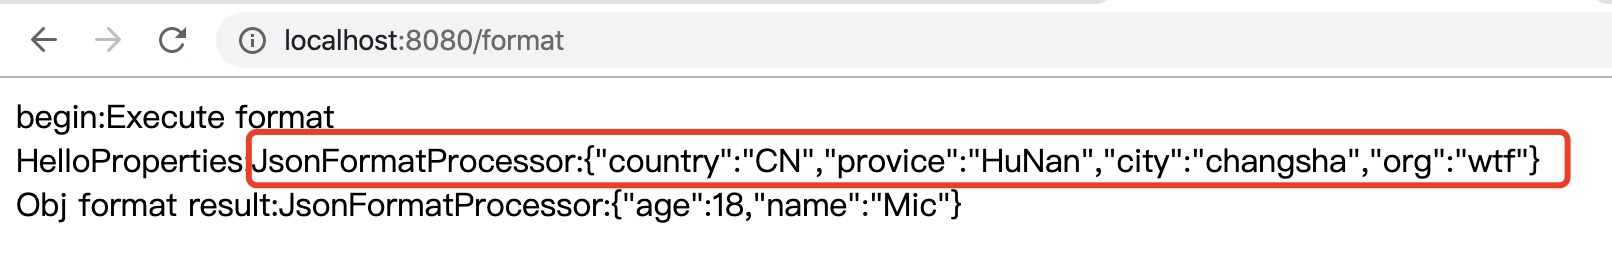 localhost:8080/format
begin:Execute format
HelloProperties:JsonFormatProcessor:{"country":"CN","provice":"HuNan","city":"changsha","org":"wtf"}
Obj format result:JsonFormatProcessor:{"age":18,"name":"Mic"}